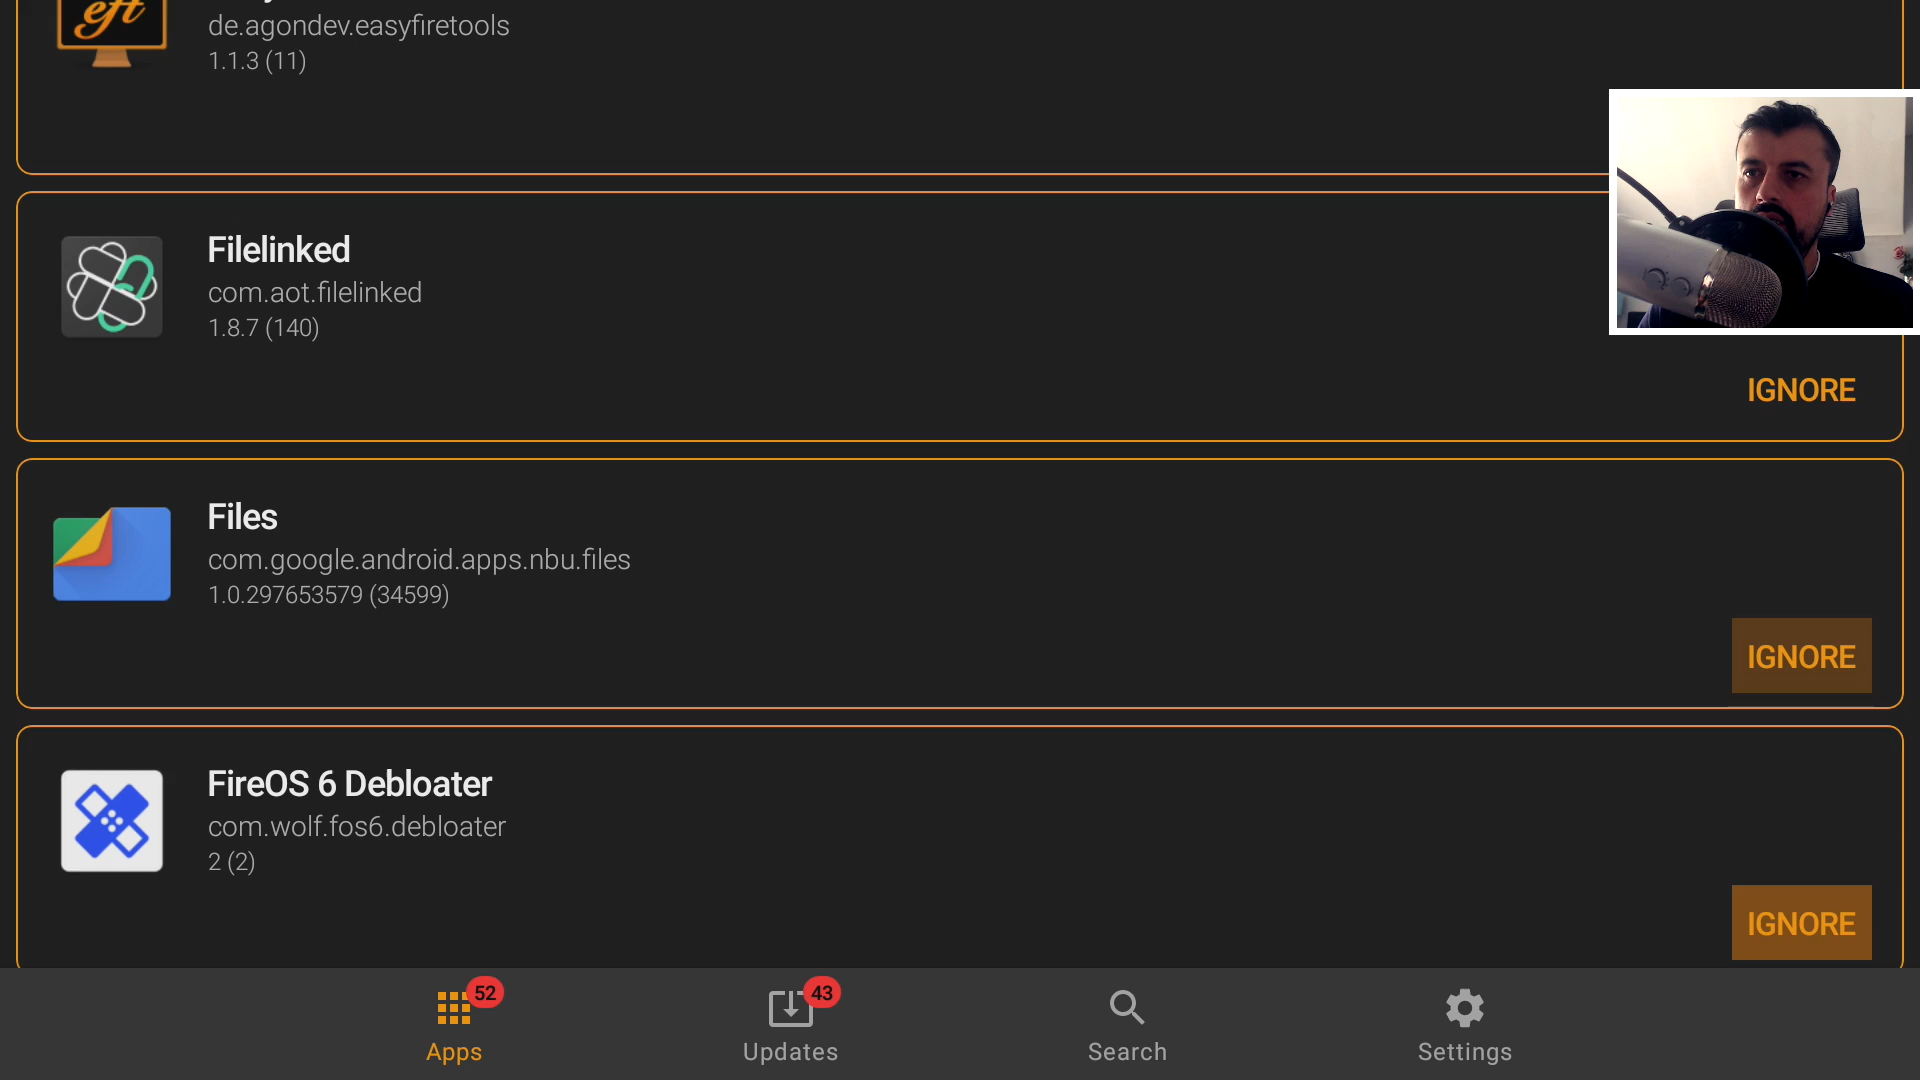 eft
de.agondev.easyfiretools
1.1.3 (11)
Filelinked
com.aot.filelinked
1.8.7 (140)
IGNORE
Files
com.google.android.apps.nbu.files
1.0.297653579 (34599)
IGNORE
FireOS 6 Debloater
com.wolf.fos6.debloater
2 (2)
IGNORE
52
43
Apps
Updates
Search
Settings